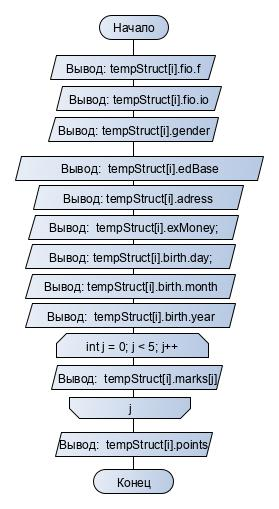 Начало
Вывод: tempStruct[i].fio.f
Вывод: tempStruct[i].fio.io
Вывод: tempStruct[i].gender
Вывод: tempStruct[i].edBase
Вывод: tempStruct[i].adress
Вывод: tempStruct[i].exMoney;
Вывод: tempStruct[i].birth.day;
Вывод: tempStruct[i].birth.month
Вывод: tempStruct[i].birth.year
int j = 0; j < 5; j++
Вывод: tempStruct[i].marks[j]
j
Вывод: tempStruct[i].points
Конец